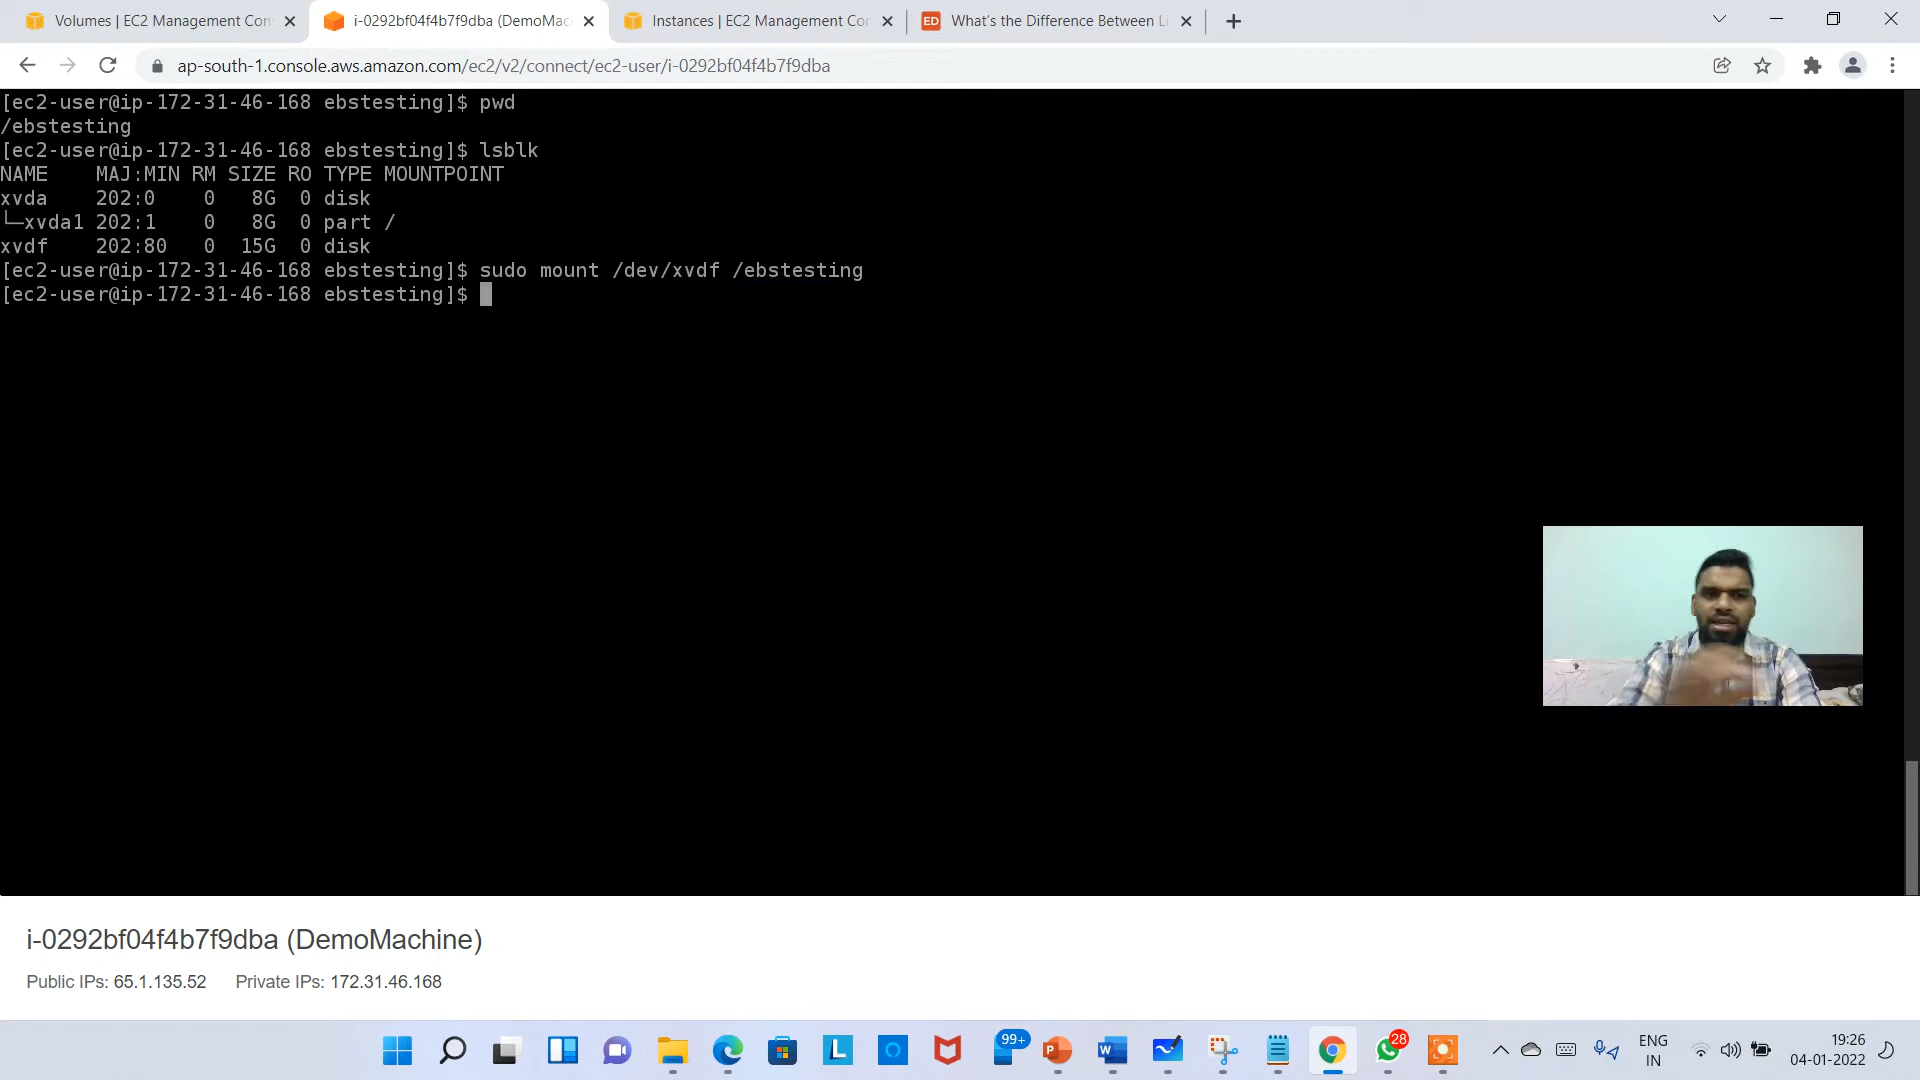 Volumes | EC2 Management Con
i-0292bf04f4b7f9dba (DemoMac
Instances | EC2 Management Con
ED What's the Difference Between Li
ap-south-1.console.aws.amazon.com/ec2/v2/connect/ec2-user/i-0292bf04f4b7f9dba
[ec2-user@ip-172-31-46-168 ebstesting]$ pwd
/ebstesting
[ec2-user@ip-172-31-46-168 ebstesting]$ lsblk
NAME    MAJ:MIN RM SIZE RO TYPE MOUNTPOINT
xvda    202:0    0   8G  0 disk
└─xvda1 202:1    0   8G  0 part /
xvdf    202:80   0  15G  0 disk
[ec2-user@ip-172-31-46-168 ebstesting]$ sudo mount /dev/xvdf /ebstesting
[ec2-user@ip-172-31-46-168 ebstesting]$
i-0292bf04f4b7f9dba (DemoMachine)
Public IPs: 65.1.135.52 Private IPs: 172.31.46.168
L
99+
P
W
28
ENG
IN
19:26
04-01-2022